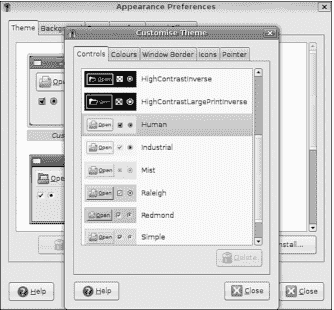 Appearance Preferences
Theme
Customise Theme
Controls Colours Window Border Icons Pointer
Open HighContrastInverse
Open HighContrastLargePrintInverse
Open Human
Open Industrial
Open Mist
Open Raleigh
Open Redmond
Open Simple
Delete
Help Close
Help Close